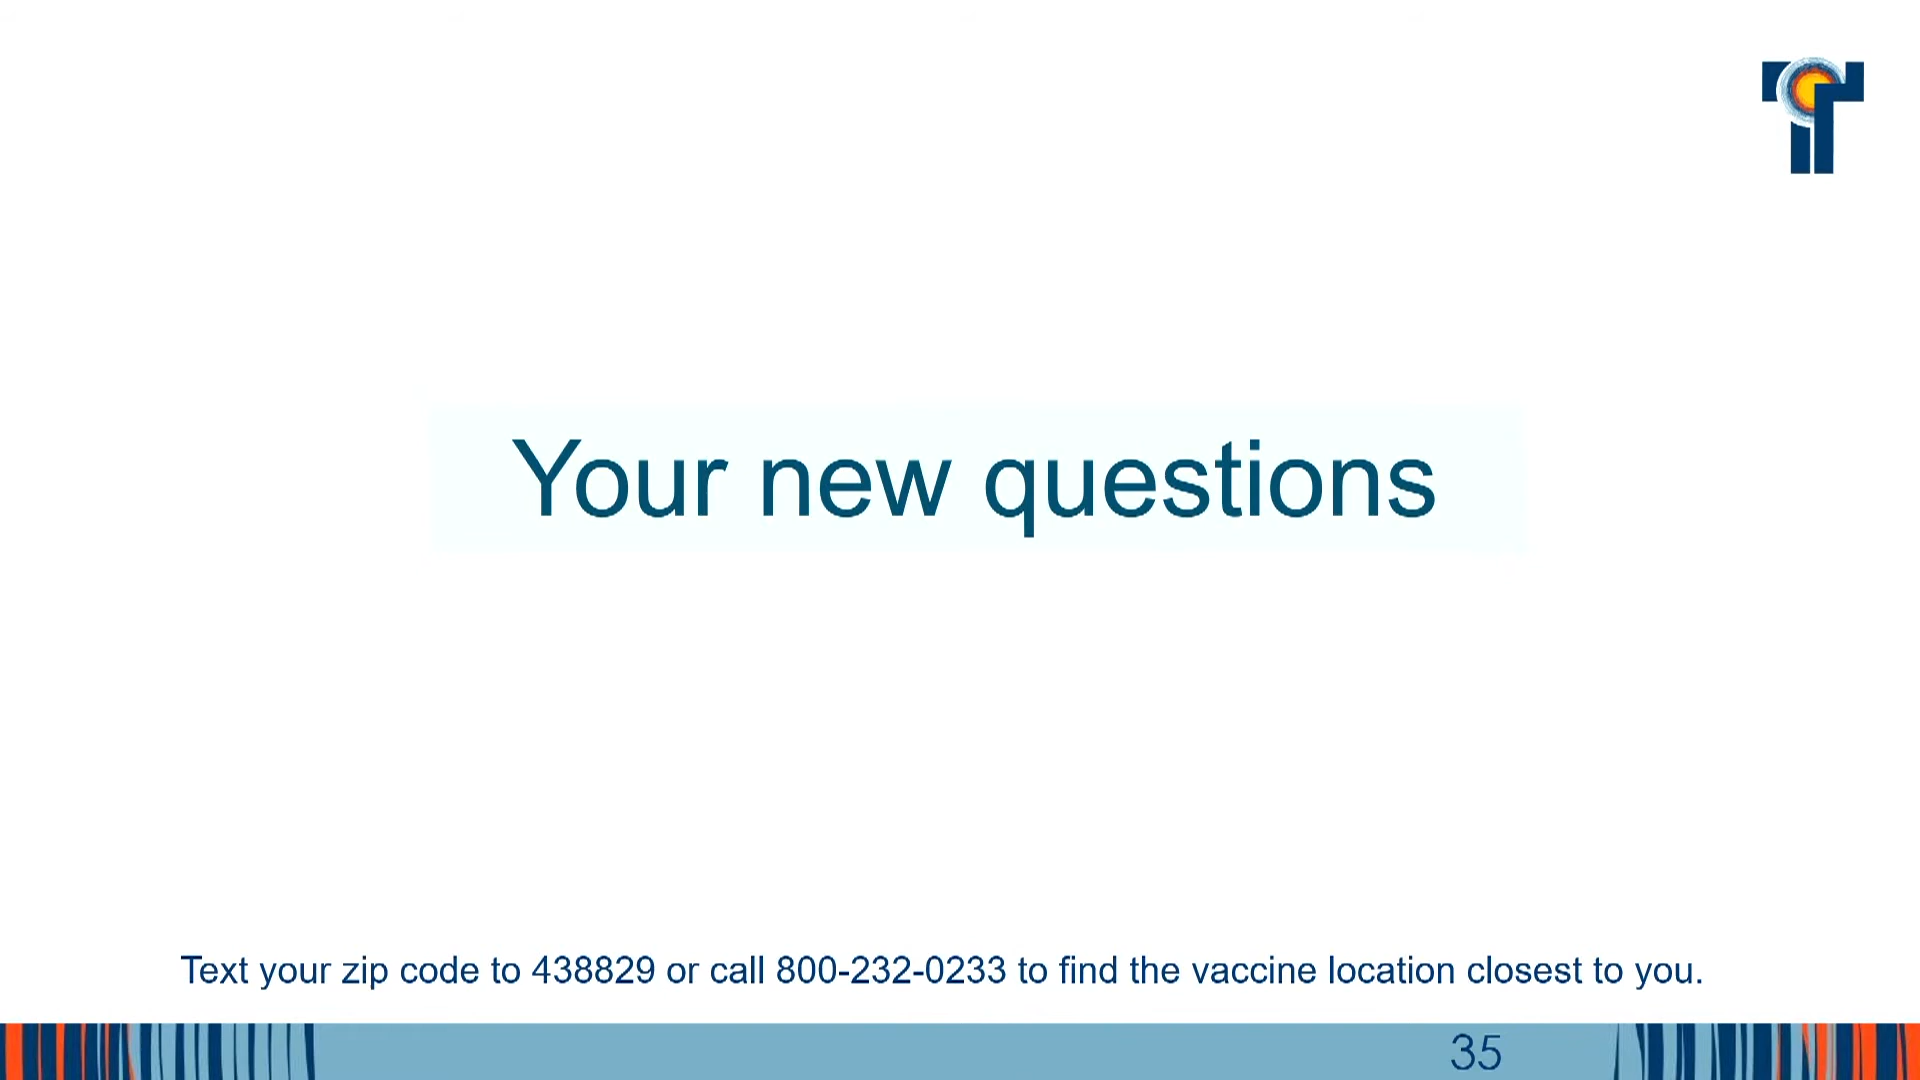 Your new questions
Text your zip code to 438829 or call 800-232-0233 to find the vaccine location closest to you.
35